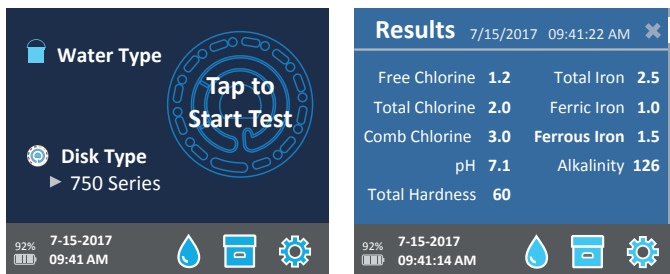 Water Type
Tap to
Start Test
Disk Type
750 Series
92%
7-15-2017
09:41 AM
Results 7/15/2017 09:41:22 AM
Free Chlorine 1.2 Total Iron 2.5
Total Chlorine 2.0 Ferric Iron 1.0
Comb Chlorine 3.0 Ferrous Iron 1.5
pH 7.1 Alkalinity 126
Total Hardness 60
92%
7-15-2017
09:41:14 AM